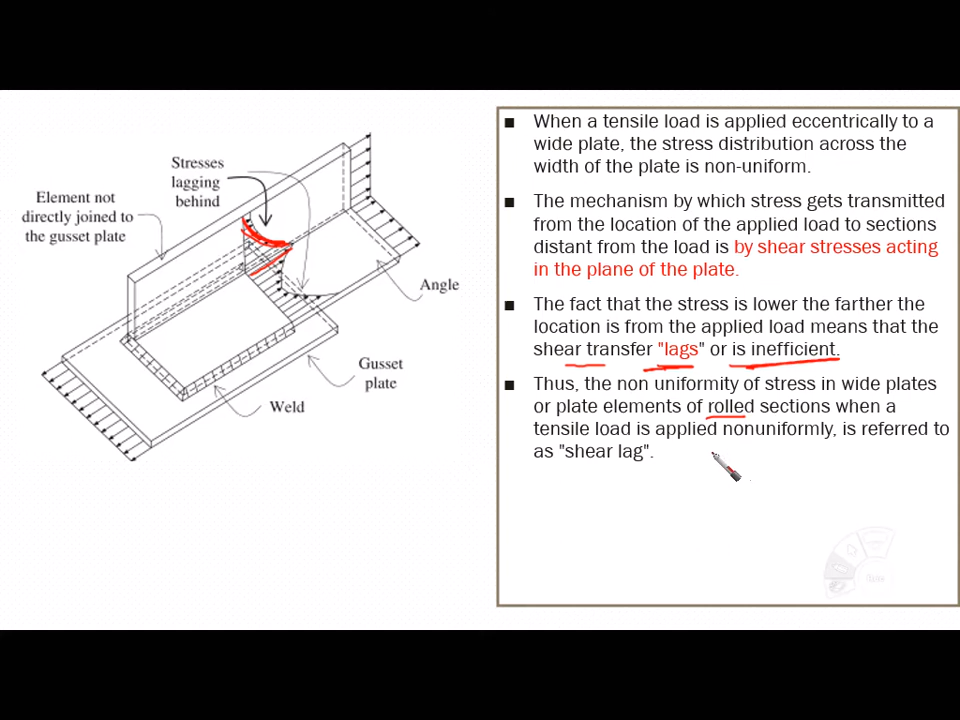 Stresses
lagging
behind
Element not
directly joined to
the gusset plate
Angle
Gusset
plate
Weld
■ When a tensile load is applied eccentrically to a
wide plate, the stress distribution across the
width of the plate is non-uniform.
■ The mechanism by which stress gets transmitted
from the location of the applied load to sections
distant from the load is by shear stresses acting
in the plane of the plate.
■ The fact that the stress is lower the farther the
location is from the applied load means that the
shear transfer "lags" or is inefficient.
■ Thus, the non uniformity of stress in wide plates
or plate elements of rolled sections when a
tensile load is applied nonuniformly, is referred to
as "shear lag".